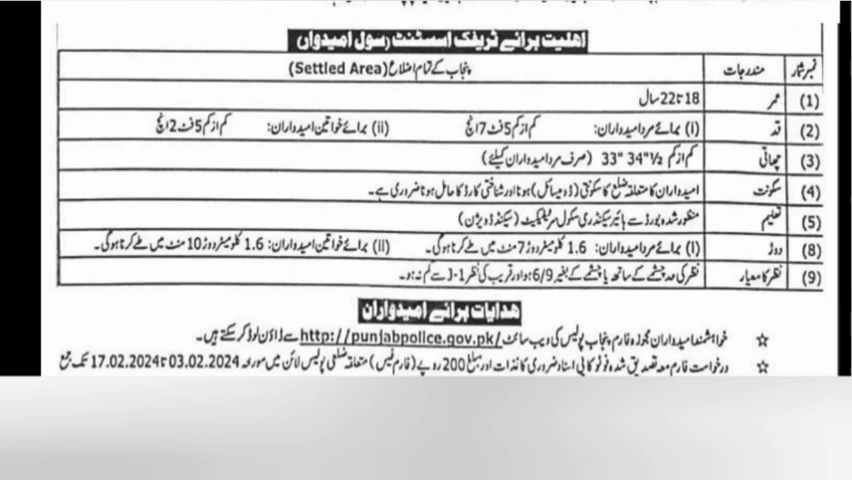 اہلیت برائے ٹریفک اسسٹنٹ (سول امیدوار)
نمبر شمار مندرجات پنجاب کے تمام اضلاع (Settled Area)
(1) عمر 18 تا 22 سال
(2) قد (i) برائے مرد امیدواران: کم از کم 5 فٹ 7 انچ (ii) برائے خواتین امیدواران: کم از کم 5 فٹ 2 انچ
(3) چھاتی کم از کم 33" 34½" (صرف مرد امیدواران کیلئے)
(4) سکونت امیدواران کا متعلقہ ضلع کا سکونتی (ڈومیسائل) ہونا اور شناختی کارڈ کا حامل ہونا ضروری ہے۔
(5) تعلیم منظور شدہ بورڈ سے ہائیر سیکنڈری سکول سرٹیفکیٹ (سیکنڈ ڈویژن)
(8) دوڑ (i) برائے مرد امیدواران: 1.6 کلومیٹر دوڑ 7 منٹ میں طے کرنا ہوگی۔ (ii) برائے خواتین امیدواران: 1.6 کلومیٹر دوڑ 10 منٹ میں طے کرنا ہوگی۔
(9) نظر کا معیار نظر کی حد چشمے کے ساتھ یا چشمے کے بغیر 6/9 ہو اور قریب کی نظر J-1 سے کم نہ ہو۔
ہدایات برائے امیدواران
☆ خواہشمند امیدواران مجوزہ فارم پنجاب پولیس کی ویب سائٹ http://punjabpolice.gov.pk/ سے ڈاؤن لوڈ کر سکتے ہیں۔
☆ درخواست فارم معہ تصدیق شدہ فوٹو کاپی اسناد ضروری کاغذات اور مبلغ 200 روپے (فارم فیس) متعلقہ ضلعی پولیس لائن میں مورخہ 03.02.2024 تا 17.02.2024 تک جمع